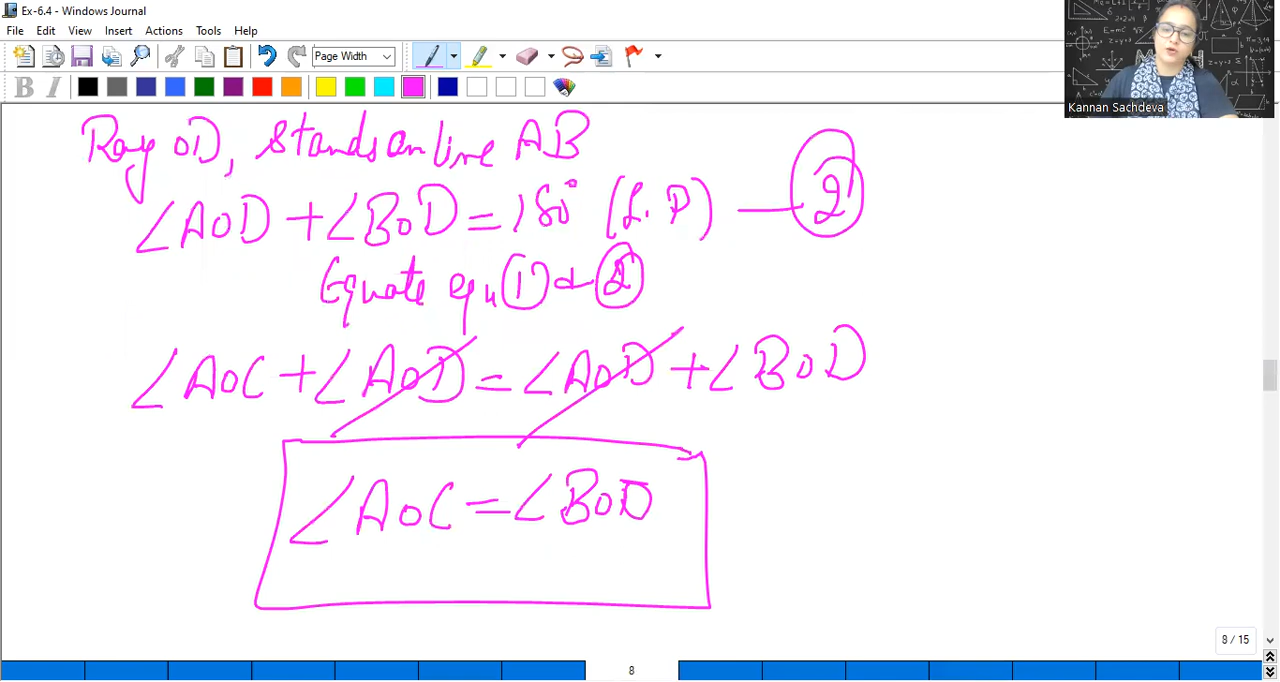 Ex-6.4 - Windows Journal
File Edit View Insert Actions Tools Help
Page Width
B I
Kannan Sachdeva
Ray OD, stands on line AB
∠AOD + ∠BOD = 180° (L.P) — 2
Equate equ 1 & 2
∠AOC + ∠AOD = ∠AOD + ∠BOD
∠AOC = ∠BOD
8 / 15
8